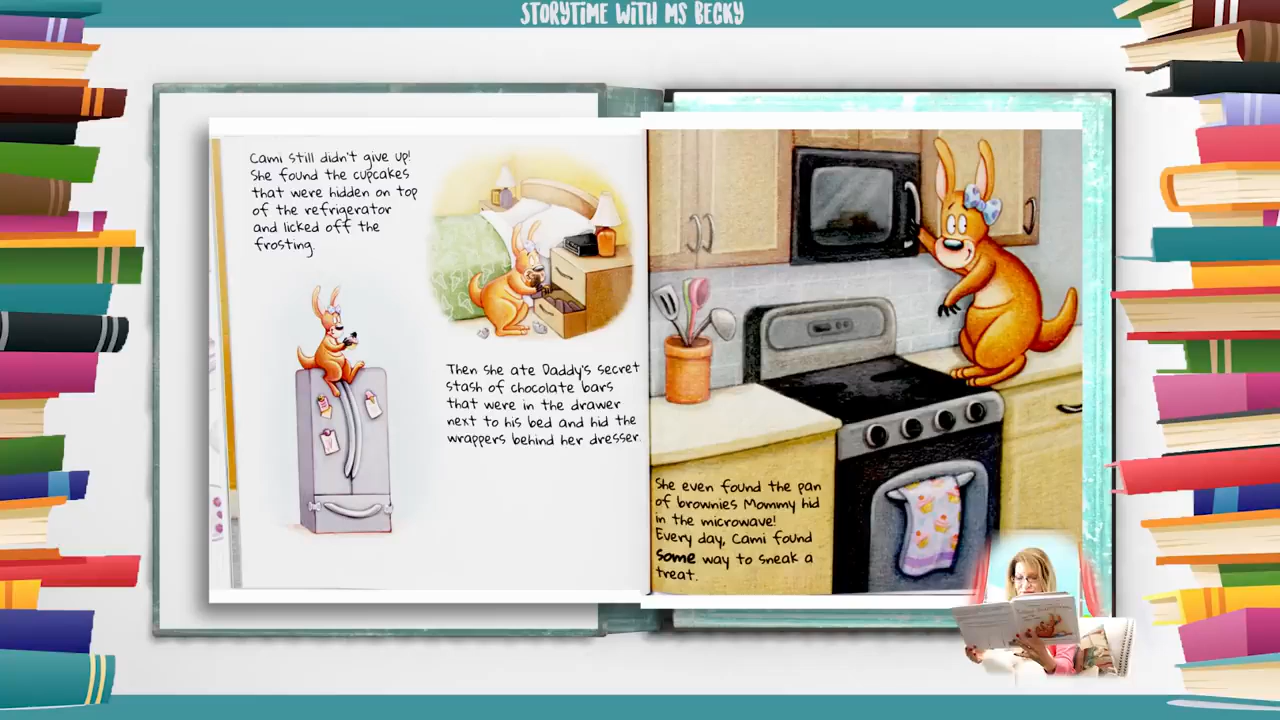 STORYTIME WITH MS BECKY
Cami still didn't give up!
She found the cupcakes
that were hidden on top
of the refrigerator
and licked off the
frosting.
Then she ate Daddy's secret
stash of chocolate bars
that were in the drawer
next to his bed and hid the
wrappers behind her dresser.
She even found the pan
of brownies Mommy hid
in the microwave!
Every day, Cami found
some way to sneak a
treat.